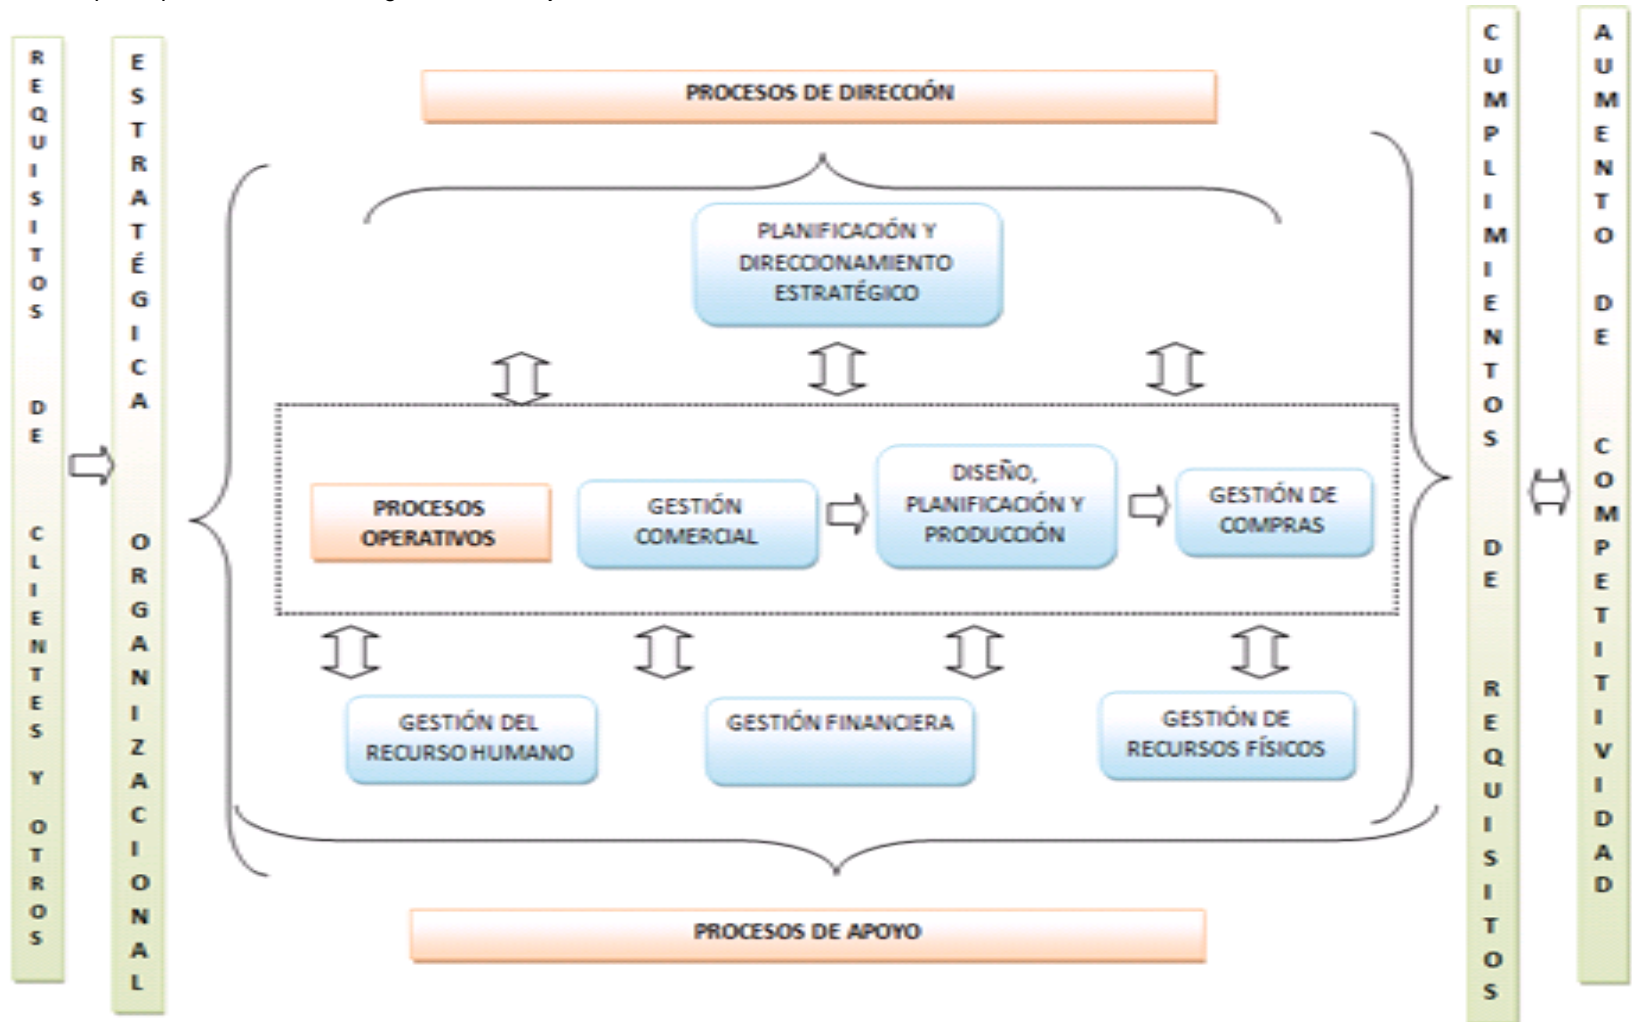 REQUISITOS DE CLIENTES Y OTROS
ESTRATÉGICA ORGANIZACIONAL
PROCESOS DE DIRECCIÓN
PLANIFICACIÓN Y
DIRECCIONAMIENTO
ESTRATÉGICO
PROCESOS
OPERATIVOS
GESTIÓN
COMERCIAL
DISEÑO,
PLANIFICACIÓN Y
PRODUCCIÓN
GESTIÓN DE
COMPRAS
GESTIÓN DEL
RECURSO HUMANO
GESTIÓN FINANCIERA
GESTIÓN DE
RECURSOS FÍSICOS
PROCESOS DE APOYO
CUMPLIMIENTOS DE REQUISITOS
AUMENTO DE COMPETITIVIDAD